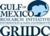 GULF OF
MEXICO
RESEARCH INITIATIVE
GRIIDC